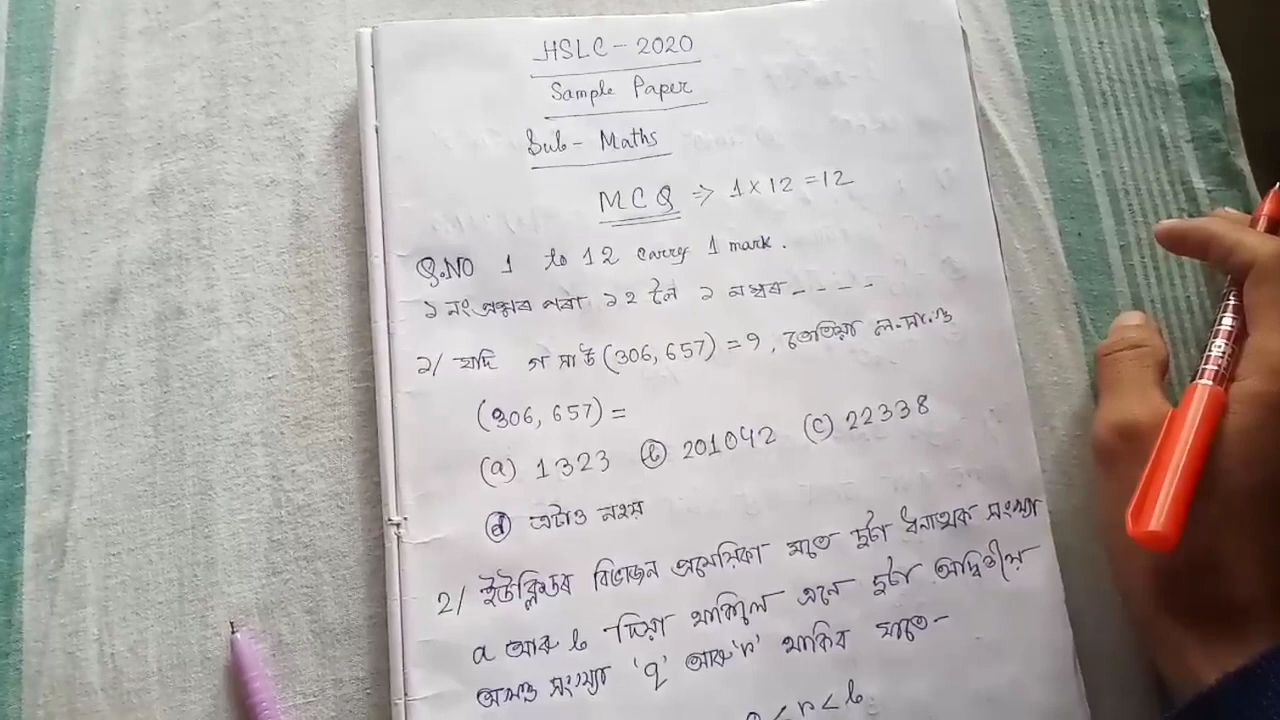 HSLC - 2020
Sample Paper
Sub - Maths
MCQ ⇒ 1 × 12 = 12
Q.NO 1 to 12 carry 1 mark.
১ নং প্ৰশ্নৰ পৰা ১২ লৈ ১ নম্বৰ - - - -
১/ যদি গ সা উ (306, 657) = 9, তেতিয়া ল.সা.গু
(306, 657) =
(a) 1323 (b) 201042 (c) 22338
(d) এটাও নহয়
2/ ইউক্লিডৰ বিভাজন প্ৰমেয়িকা মতে দুটা ধনাত্মক সংখ্যা
a আৰু b দিয়া থাকিলে এনে দুটা অদ্বিতীয়
অখণ্ড সংখ্যা 'q' আৰু 'r' থাকিব যাতে -
0 < r < b